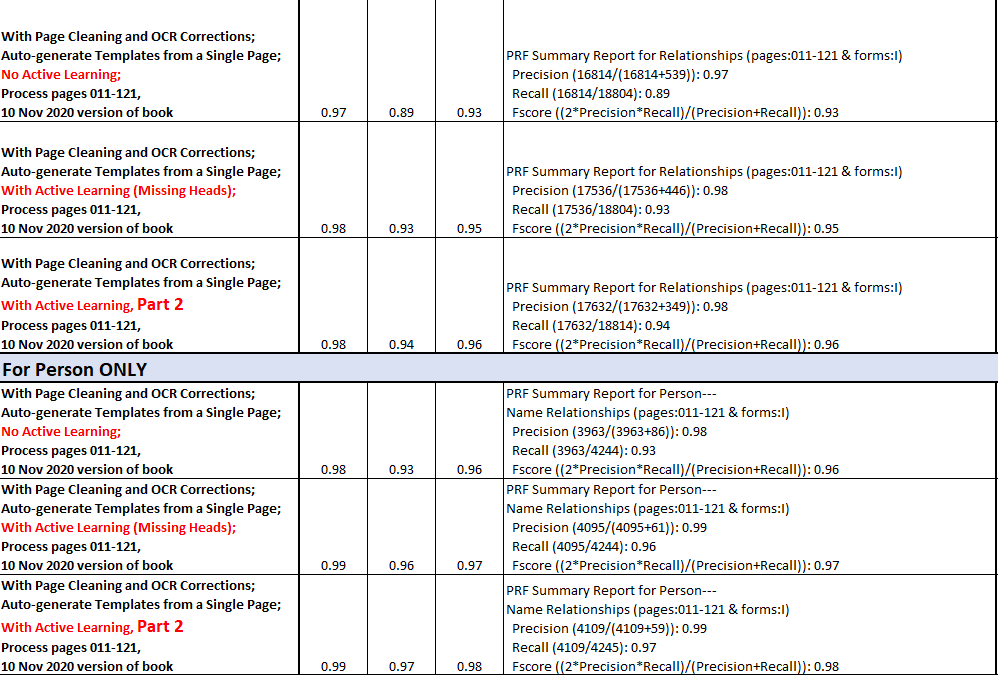 With Page Cleaning and OCR Corrections;
Auto-generate Templates from a Single Page;
No Active Learning;
Process pages 011-121,
10 Nov 2020 version of book
0.97 0.89 0.93
PRF Summary Report for Relationships (pages:011-121 & forms:I)
Precision (16814/(16814+539)): 0.97
Recall (16814/18804): 0.89
Fscore ((2*Precision*Recall)/(Precision+Recall)): 0.93
With Page Cleaning and OCR Corrections;
Auto-generate Templates from a Single Page;
With Active Learning (Missing Heads);
Process pages 011-121,
10 Nov 2020 version of book
0.98 0.93 0.95
PRF Summary Report for Relationships (pages:011-121 & forms:I)
Precision (17536/(17536+446)): 0.98
Recall (17536/18804): 0.93
Fscore ((2*Precision*Recall)/(Precision+Recall)): 0.95
With Page Cleaning and OCR Corrections;
Auto-generate Templates from a Single Page;
With Active Learning, Part 2
Process pages 011-121,
10 Nov 2020 version of book
0.98 0.94 0.96
PRF Summary Report for Relationships (pages:011-121 & forms:I)
Precision (17632/(17632+349)): 0.98
Recall (17632/18814): 0.94
Fscore ((2*Precision*Recall)/(Precision+Recall)): 0.96
For Person ONLY
With Page Cleaning and OCR Corrections;
Auto-generate Templates from a Single Page;
No Active Learning;
Process pages 011-121,
10 Nov 2020 version of book
0.98 0.93 0.96
PRF Summary Report for Person---
Name Relationships (pages:011-121 & forms:I)
Precision (3963/(3963+86)): 0.98
Recall (3963/4244): 0.93
Fscore ((2*Precision*Recall)/(Precision+Recall)): 0.96
With Page Cleaning and OCR Corrections;
Auto-generate Templates from a Single Page;
With Active Learning (Missing Heads);
Process pages 011-121,
10 Nov 2020 version of book
0.99 0.96 0.97
PRF Summary Report for Person---
Name Relationships (pages:011-121 & forms:I)
Precision (4095/(4095+61)): 0.99
Recall (4095/4244): 0.96
Fscore ((2*Precision*Recall)/(Precision+Recall)): 0.97
With Page Cleaning and OCR Corrections;
Auto-generate Templates from a Single Page;
With Active Learning, Part 2
Process pages 011-121,
10 Nov 2020 version of book
0.99 0.97 0.98
PRF Summary Report for Person---
Name Relationships (pages:011-121 & forms:I)
Precision (4109/(4109+59)): 0.99
Recall (4109/4245): 0.97
Fscore ((2*Precision*Recall)/(Precision+Recall)): 0.98